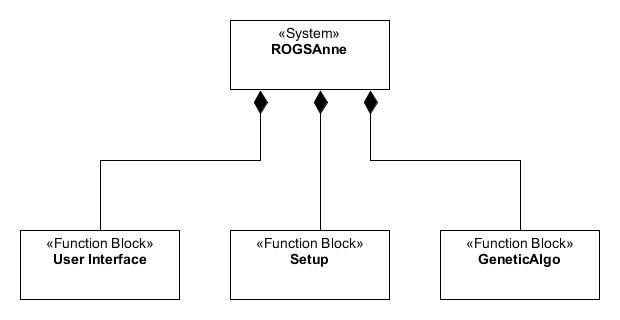 «System»
ROGSAnne
«Function Block»
User Interface
«Function Block»
Setup
«Function Block»
GeneticAlgo